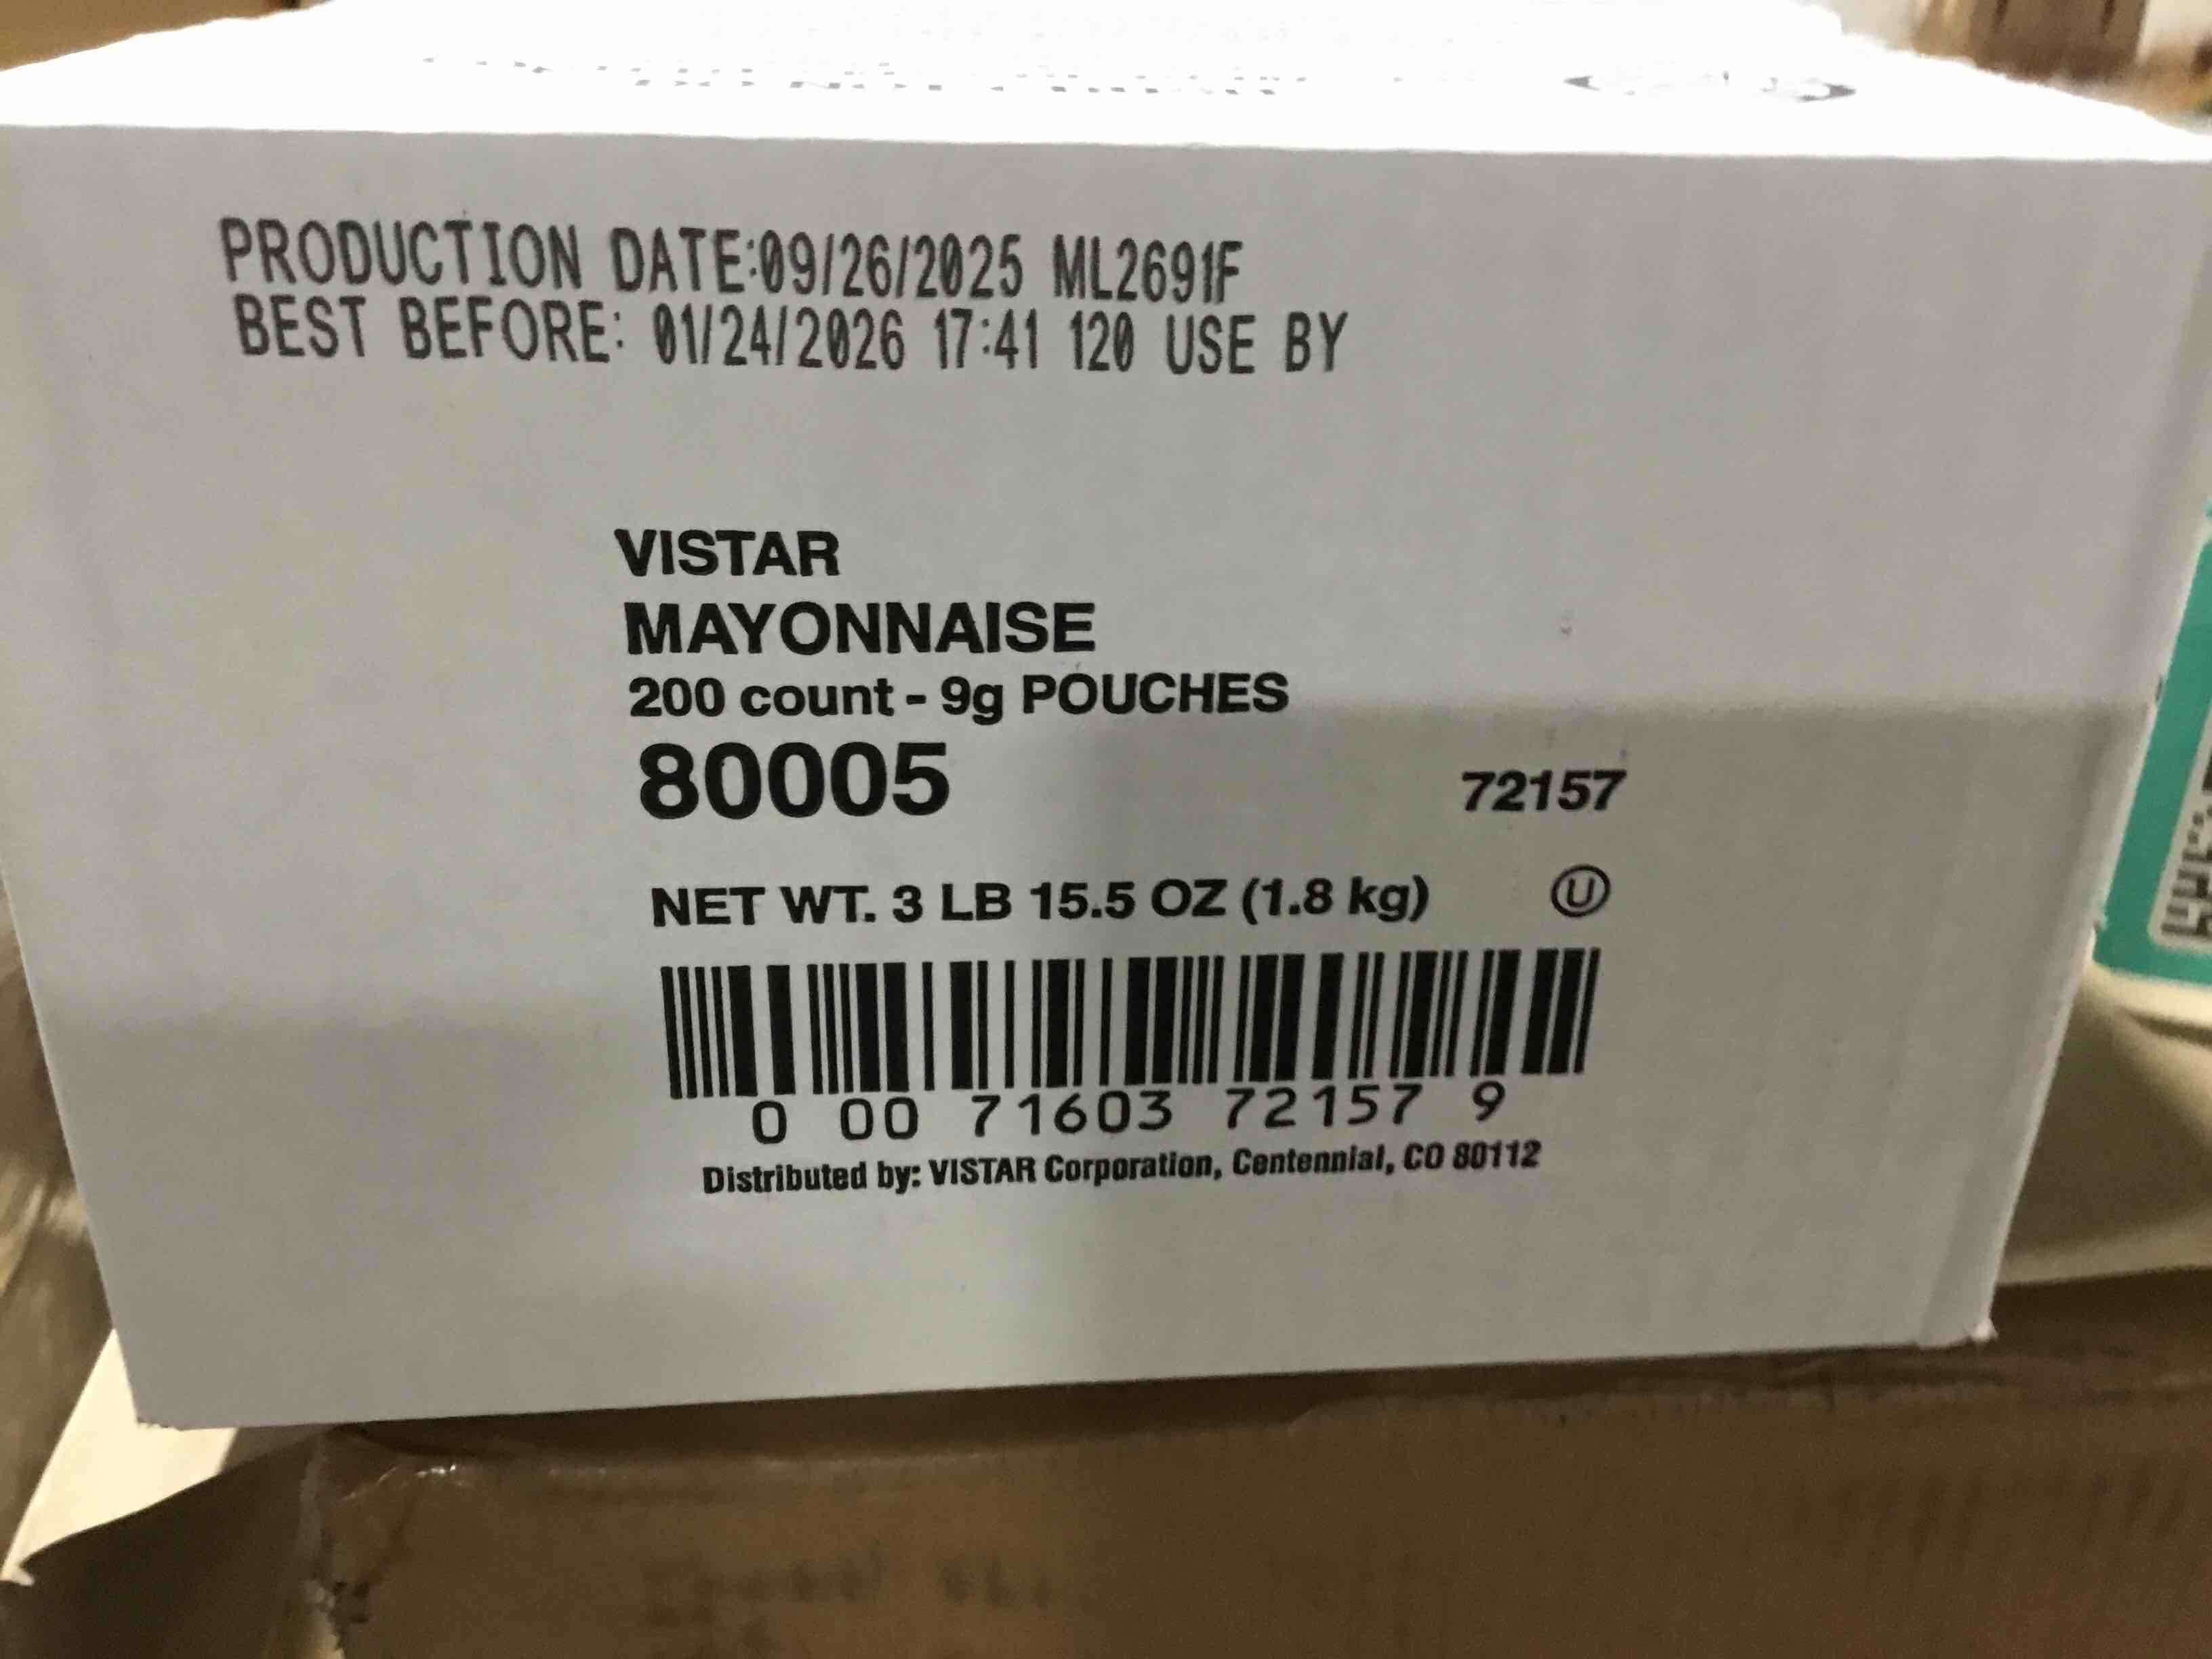 PRODUCTION DATE:09/26/2025 ML2691F
BEST BEFORE: 01/24/2026 17:41 120 USE BY
VISTAR
MAYONNAISE
200 count - 9g POUCHES
80005
72157
NET WT. 3 LB 15.5 OZ (1.8 kg)
U
0 00 71603 72157 9
Distributed by: VISTAR Corporation, Centennial, CO 80112